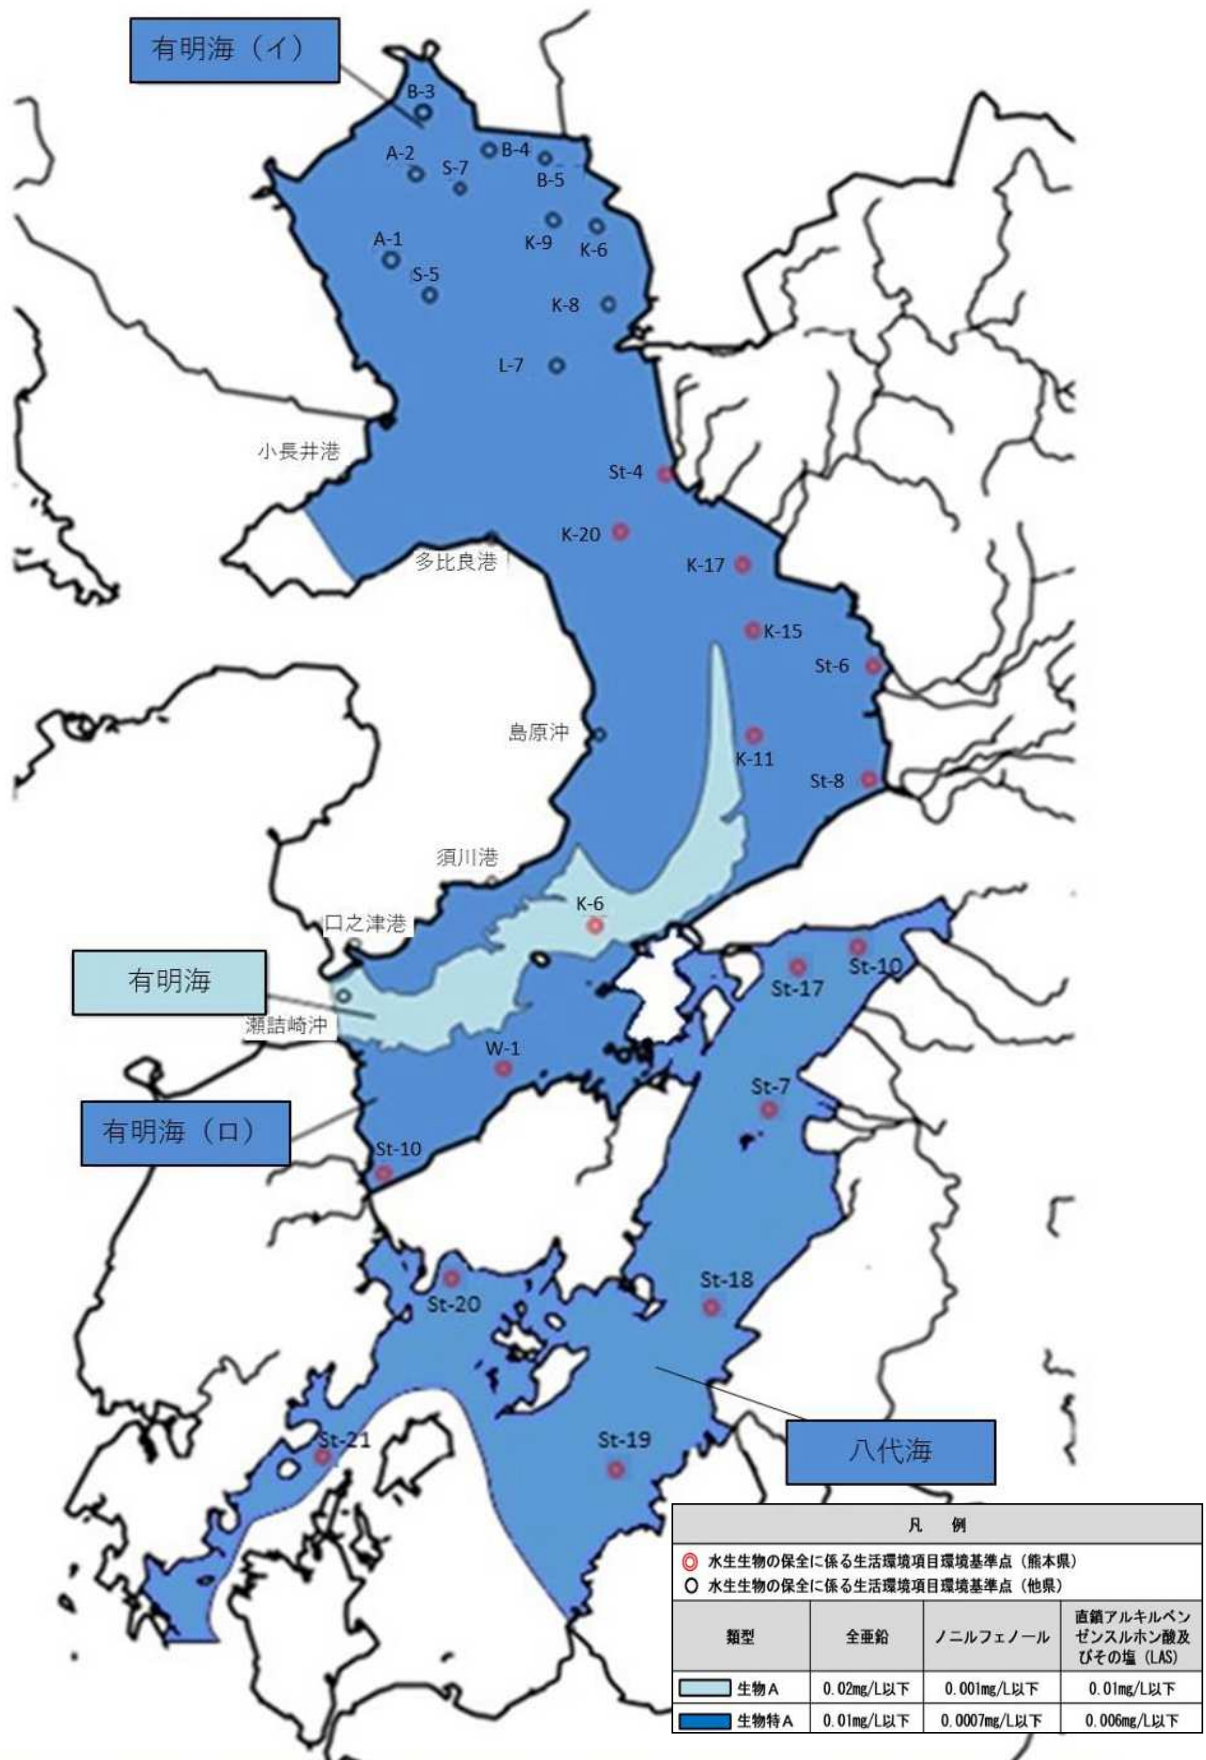 有明海（イ）
B-3
A-2
S-7
B-4
B-5
A-1
S-5
K-9
K-6
K-8
L-7
小長井港
St-4
K-20
多比良港
K-17
K-15
St-6
島原沖
K-11
St-8
須川港
K-6
口之津港
有明海
瀬詰崎沖
St-17
St-10
W-1
St-7
有明海（ロ）
St-10
St-20
St-18
St-21
St-19
八代海
凡　例
水生生物の保全に係る生活環境項目環境基準点（熊本県）
水生生物の保全に係る生活環境項目環境基準点（他県）
類型 全亜鉛 ノニルフェノール 直鎖アルキルベン
ゼンスルホン酸及
びその塩（LAS）
生物Ａ 0.02mg/L以下 0.001mg/L以下 0.01mg/L以下
生物特Ａ 0.01mg/L以下 0.0007mg/L以下 0.006mg/L以下